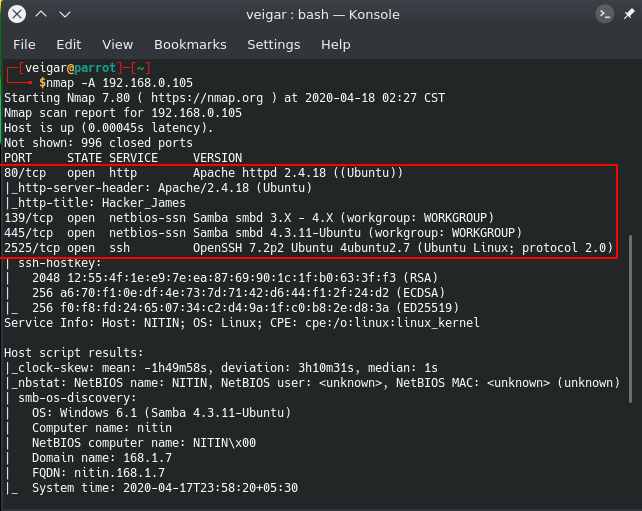 veigar : bash — Konsole
File Edit View Bookmarks Settings Help
┌─[veigar@parrot]─[~]
└──╼ $nmap -A 192.168.0.105
Starting Nmap 7.80 ( https://nmap.org ) at 2020-04-18 02:27 CST
Nmap scan report for 192.168.0.105
Host is up (0.00045s latency).
Not shown: 996 closed ports
PORT     STATE SERVICE     VERSION
80/tcp   open  http        Apache httpd 2.4.18 ((Ubuntu))
|_http-server-header: Apache/2.4.18 (Ubuntu)
|_http-title: Hacker_James
139/tcp  open  netbios-ssn Samba smbd 3.X - 4.X (workgroup: WORKGROUP)
445/tcp  open  netbios-ssn Samba smbd 4.3.11-Ubuntu (workgroup: WORKGROUP)
2525/tcp open  ssh         OpenSSH 7.2p2 Ubuntu 4ubuntu2.7 (Ubuntu Linux; protocol 2.0)
| ssh-hostkey:
|   2048 12:55:4f:1e:e9:7e:ea:87:69:90:1c:1f:b0:63:3f:f3 (RSA)
|   256 a6:70:f1:0e:df:4e:73:7d:71:42:d6:44:f1:2f:24:d2 (ECDSA)
|_  256 f0:f8:fd:24:65:07:34:c2:d4:9a:1f:c0:b8:2e:d8:3a (ED25519)
Service Info: Host: NITIN; OS: Linux; CPE: cpe:/o:linux:linux_kernel
Host script results:
|_clock-skew: mean: -1h49m58s, deviation: 3h10m31s, median: 1s
|_nbstat: NetBIOS name: NITIN, NetBIOS user: <unknown>, NetBIOS MAC: <unknown> (unknown)
| smb-os-discovery:
|   OS: Windows 6.1 (Samba 4.3.11-Ubuntu)
|   Computer name: nitin
|   NetBIOS computer name: NITIN\x00
|   Domain name: 168.1.7
|   FQDN: nitin.168.1.7
|_  System time: 2020-04-17T23:58:20+05:30